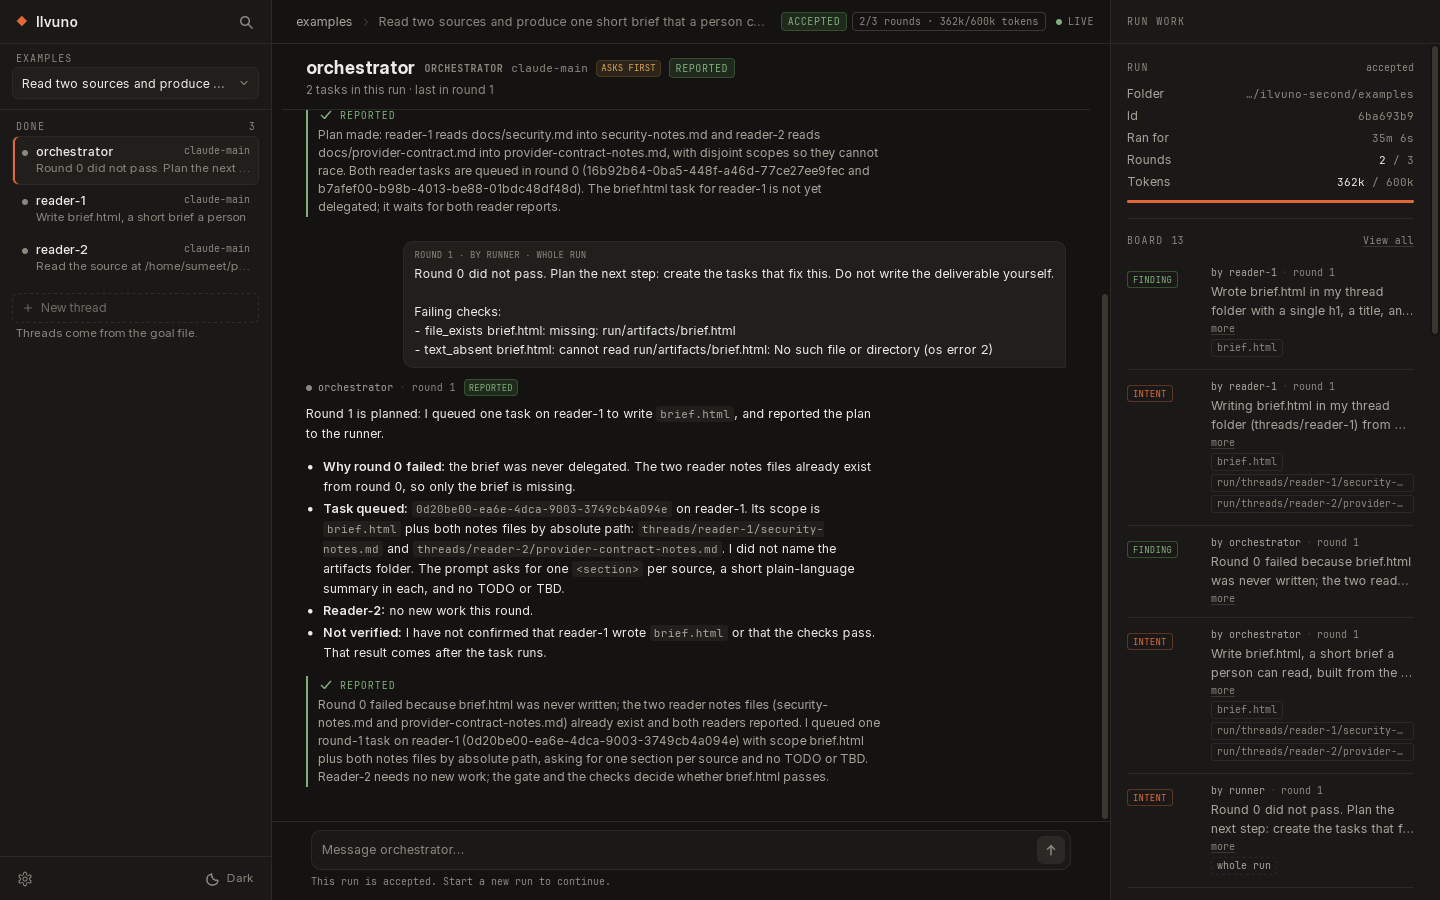 Ilvuno
EXAMPLES
Read two sources and produce ...
DONE 3
orchestrator claude-main
Round 0 did not pass. Plan the next ...
reader-1 claude-main
Write brief.html, a short brief a person
reader-2 claude-main
Read the source at /home/sumeet/p...
+ New thread
Threads come from the goal file.
Dark
examples > Read two sources and produce one short brief that a person c... ACCEPTED 2/3 rounds · 362k/600k tokens LIVE
orchestrator ORCHESTRATOR claude-main ASKS FIRST REPORTED
2 tasks in this run · last in round 1
REPORTED
Plan made: reader-1 reads docs/security.md into security-notes.md and reader-2 reads
docs/provider-contract.md into provider-contract-notes.md, with disjoint scopes so they cannot
race. Both reader tasks are queued in round 0 (16b92b64-0ba5-448f-a46d-77ce27ee9fec and
b7afef00-b98b-4013-be88-01bdc48df48d). The brief.html task for reader-1 is not yet
delegated; it waits for both reader reports.
ROUND 1 · BY RUNNER · WHOLE RUN
Round 0 did not pass. Plan the next step: create the tasks that fix this. Do not write the deliverable yourself.
Failing checks:
- file_exists brief.html: missing: run/artifacts/brief.html
- text_absent brief.html: cannot read run/artifacts/brief.html: No such file or directory (os error 2)
orchestrator · round 1 REPORTED
Round 1 is planned: I queued one task on reader-1 to write brief.html, and reported the plan
to the runner.
• Why round 0 failed: the brief was never delegated. The two reader notes files already exist
from round 0, so only the brief is missing.
• Task queued: 0d20be00-ea6e-4dca-9003-3749cb4a094e on reader-1. Its scope is
brief.html plus both notes files by absolute path: threads/reader-1/security-
notes.md and threads/reader-2/provider-contract-notes.md. I did not name the
artifacts folder. The prompt asks for one <section> per source, a short plain-language
summary in each, and no TODO or TBD.
• Reader-2: no new work this round.
• Not verified: I have not confirmed that reader-1 wrote brief.html or that the checks pass.
That result comes after the task runs.
REPORTED
Round 0 failed because brief.html was never written; the two reader notes files (security-
notes.md and provider-contract-notes.md) already exist and both readers reported. I queued one
round-1 task on reader-1 (0d20be00-ea6e-4dca-9003-3749cb4a094e) with scope brief.html
plus both notes files by absolute path, asking for one section per source and no TODO or TBD.
Reader-2 needs no new work; the gate and the checks decide whether brief.html passes.
Message orchestrator...
This run is accepted. Start a new run to continue.
RUN WORK
RUN accepted
Folder …/ilvuno-second/examples
Id 6ba693b9
Ran for 35m 6s
Rounds 2 / 3
Tokens 362k / 600k
BOARD 13 View all
FINDING by reader-1 · round 1
Wrote brief.html in my thread
folder with a single h1, a title, an...
more
brief.html
INTENT by reader-1 · round 1
Writing brief.html in my thread
folder (threads/reader-1) from ...
more
brief.html
run/threads/reader-1/security-…
run/threads/reader-2/provider-…
FINDING by orchestrator · round 1
Round 0 failed because brief.html
was never written; the two read...
more
INTENT by orchestrator · round 1
Write brief.html, a short brief a
person can read, built from the ...
more
brief.html
run/threads/reader-1/security-…
run/threads/reader-2/provider-…
INTENT by runner · round 1
Round 0 did not pass. Plan the
next step: create the tasks that f...
more
whole run